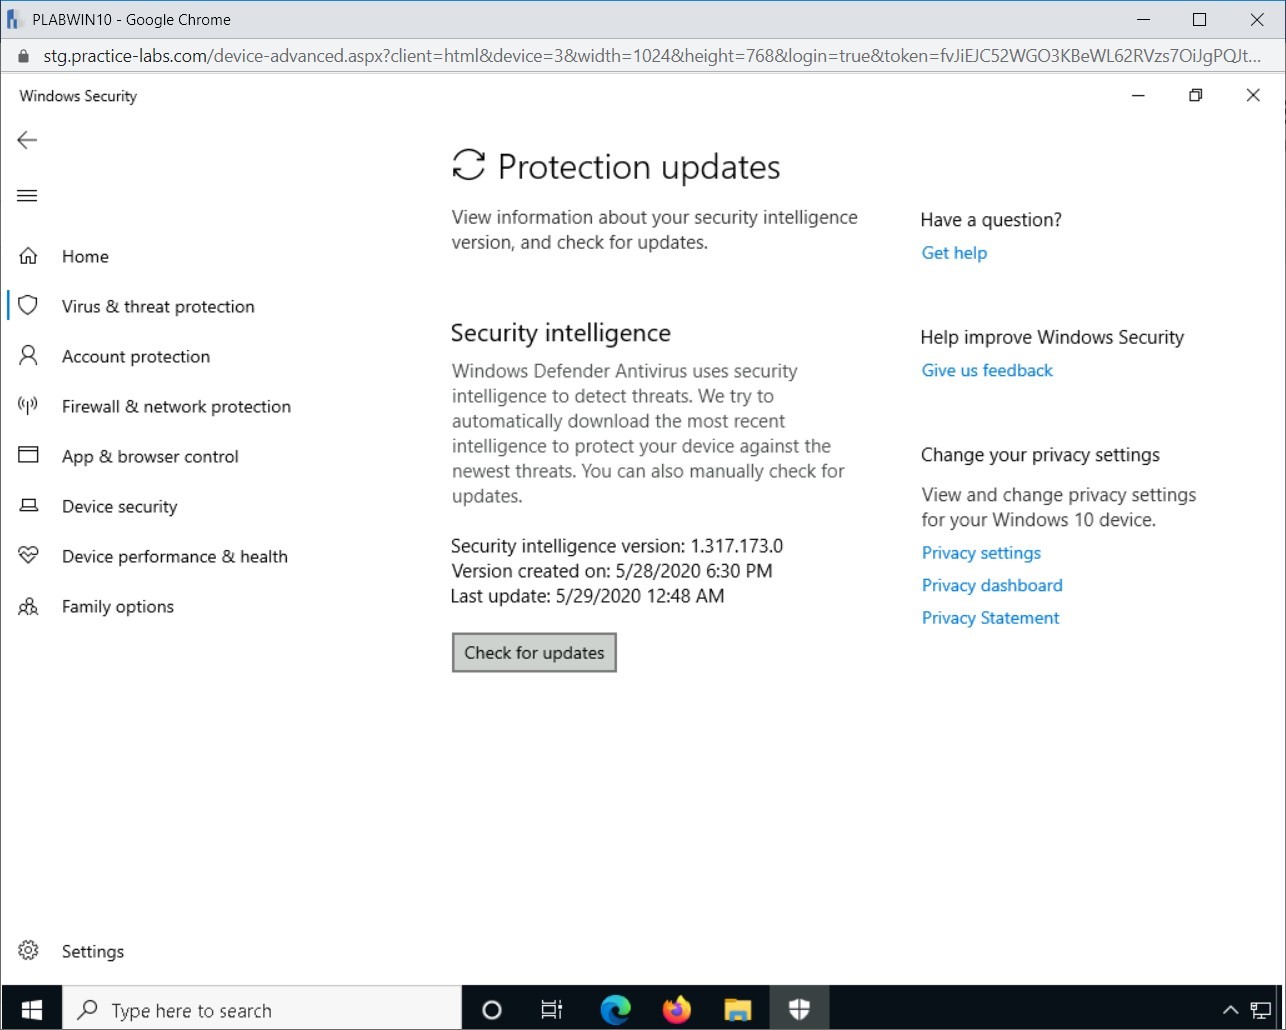 PLABWIN10 - Google Chrome
stg.practice-labs.com/device-advanced.aspx?client=html&device=3&width=1024&height=768&login=true&token=fvJiEJC52WGO3KBeWL62RVzs7OiJgPQJt...
Windows Security
Home
Virus & threat protection
Account protection
Firewall & network protection
App & browser control
Device security
Device performance & health
Family options
Settings
Protection updates
View information about your security intelligence
version, and check for updates.
Security intelligence
Windows Defender Antivirus uses security
intelligence to detect threats. We try to
automatically download the most recent
intelligence to protect your device against the
newest threats. You can also manually check for
updates.
Security intelligence version: 1.317.173.0
Version created on: 5/28/2020 6:30 PM
Last update: 5/29/2020 12:48 AM
Check for updates
Have a question?
Get help
Help improve Windows Security
Give us feedback
Change your privacy settings
View and change privacy settings
for your Windows 10 device.
Privacy settings
Privacy dashboard
Privacy Statement
Type here to search